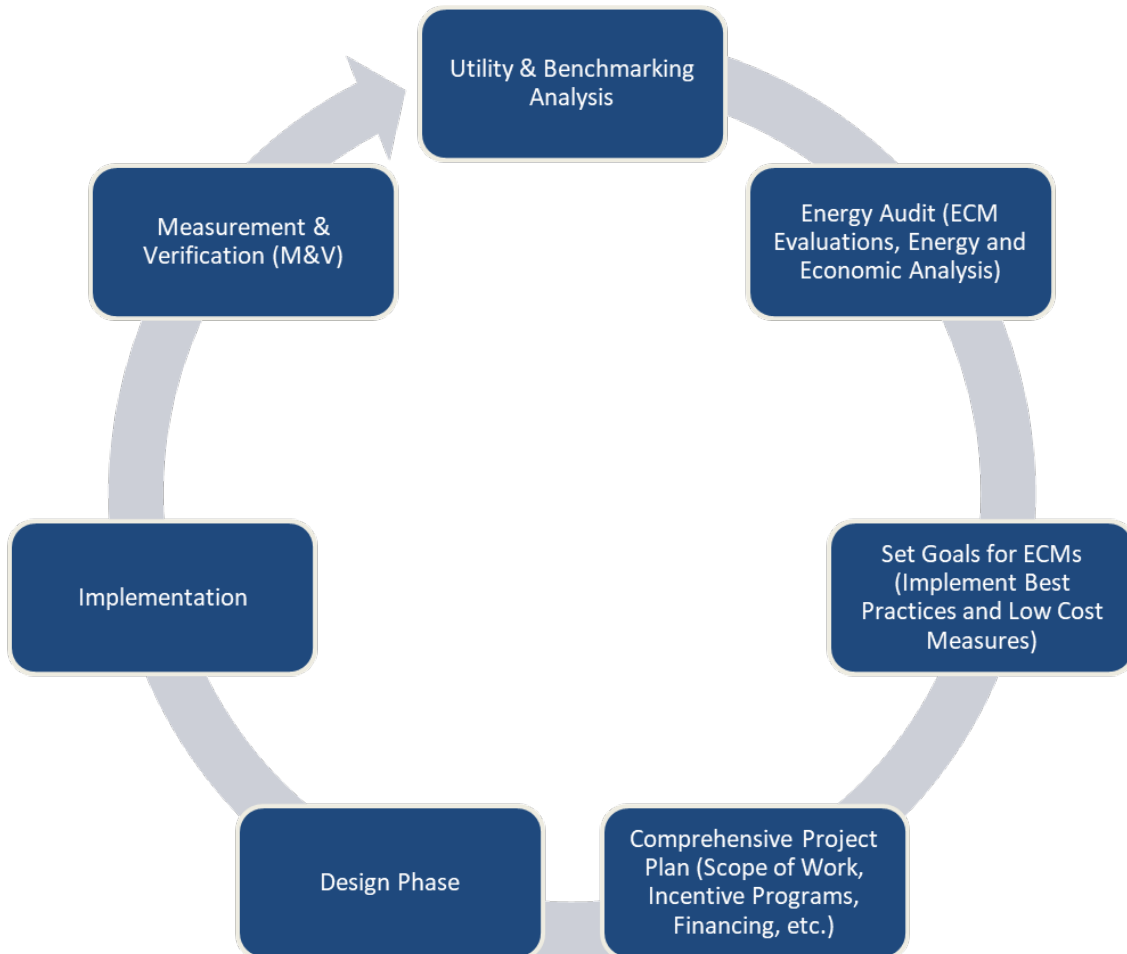 Utility & Benchmarking
Analysis
Energy Audit (ECM
Evaluations, Energy and
Economic Analysis)
Set Goals for ECMs
(Implement Best
Practices and Low Cost
Measures)
Comprehensive Project
Plan (Scope of Work,
Incentive Programs,
Financing, etc.)
Design Phase
Implementation
Measurement &
Verification (M&V)